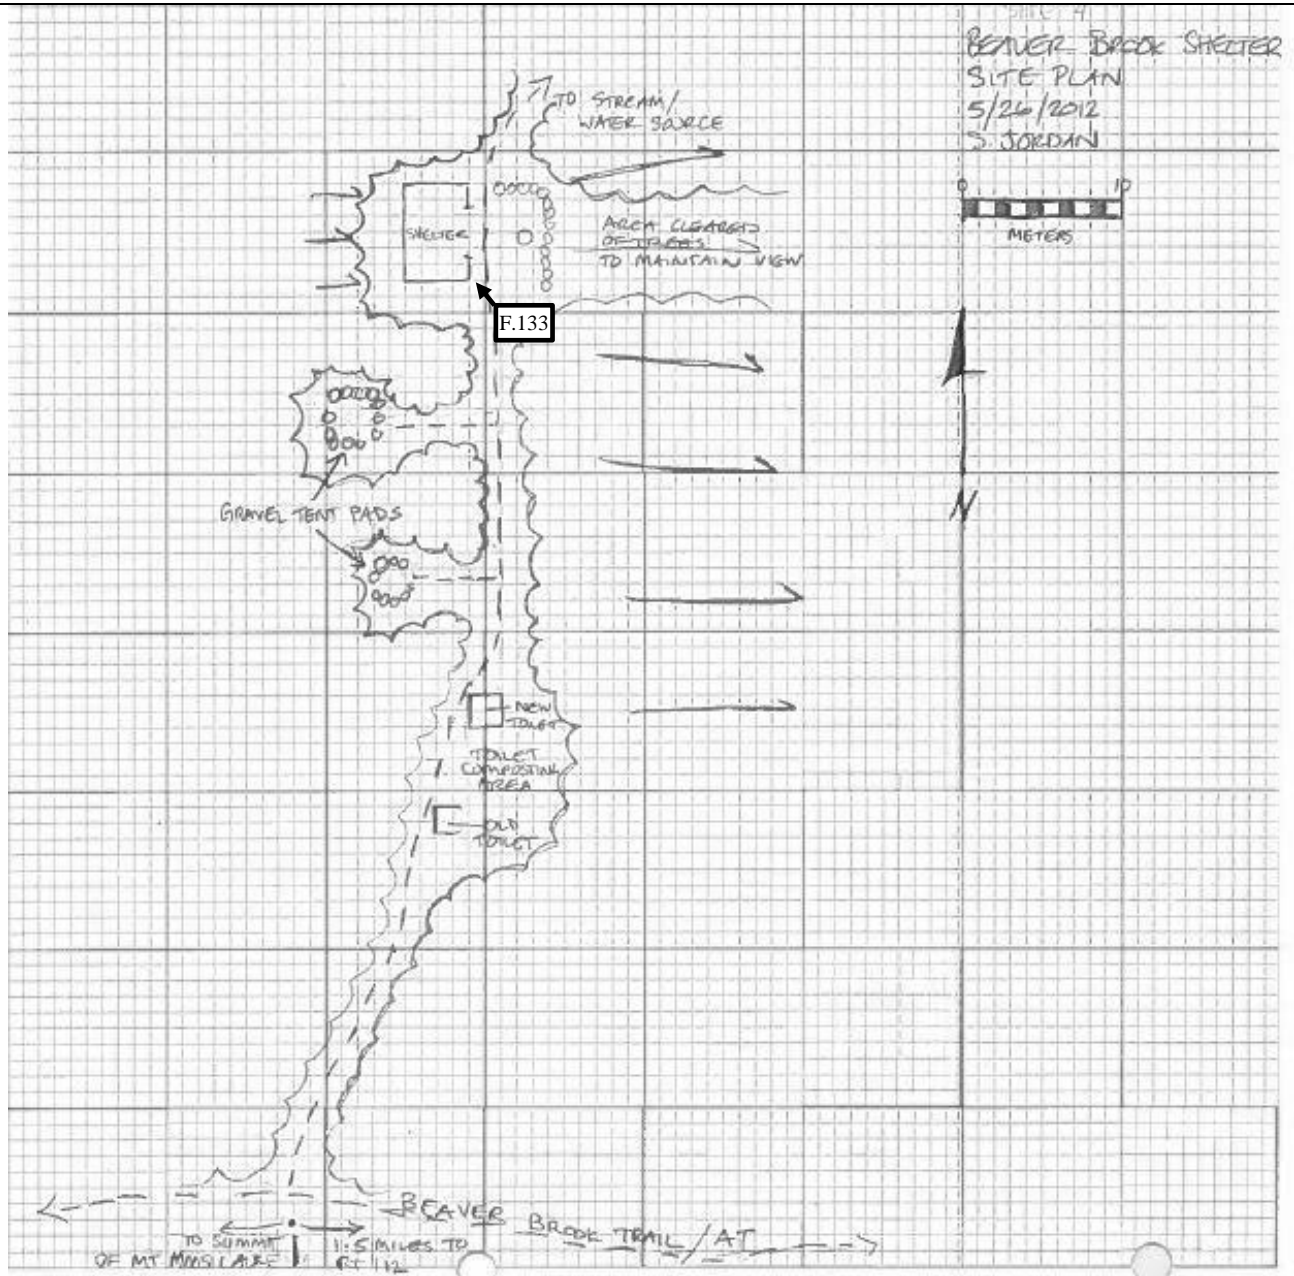 BEAVER BROOK SHELTER
SITE PLAN
5/26/2012
S. JORDAN
TO STREAM/
WATER SOURCE
0 10
METERS
SHELTER
AREA CLEARED
OF TREES
TO MAINTAIN VIEW
F.133
N
GRAVEL TENT PADS
NEW
TOILET
TOILET
COMPOSTING
AREA
OLD
TOILET
BEAVER BROOK TRAIL/AT
TO SUMMIT
OF MT MOOSILAUKE
1.5 MILES TO
RT 112